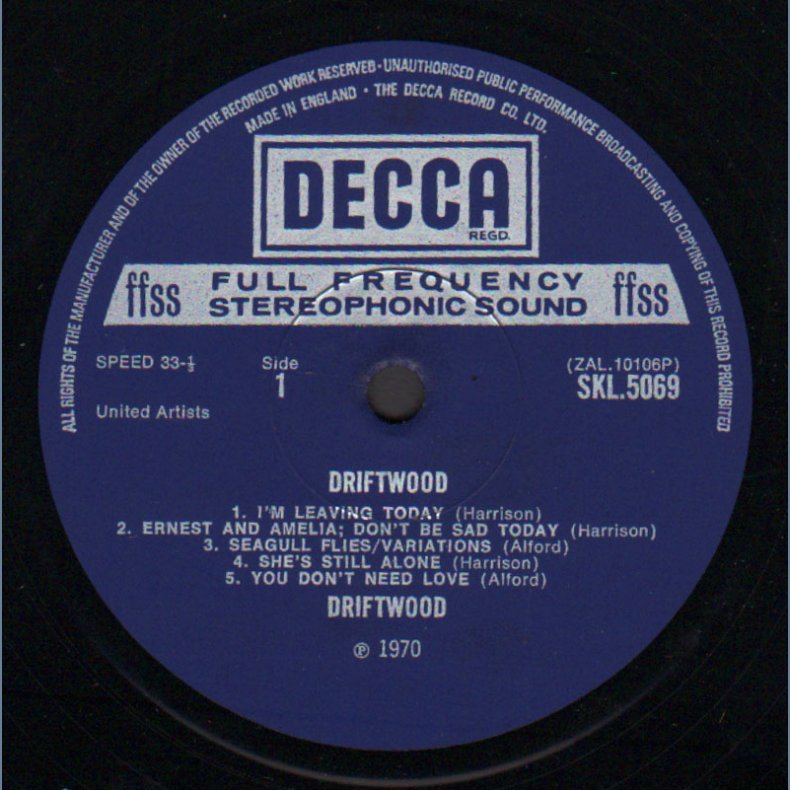 ALL RIGHTS OF THE MANUFACTURER AND OF THE OWNER OF THE RECORDED WORK RESERVED · UNAUTHORISED PUBLIC PERFORMANCE BROADCASTING AND COPYING OF THIS RECORD PROHIBITED
MADE IN ENGLAND · THE DECCA RECORD CO. LTD.
DECCA
REGD.
ffss FULL FREQUENCY ffss
STEREOPHONIC SOUND
SPEED 33-⅓ Side (ZAL.10106P)
1 SKL.5069
United Artists
DRIFTWOOD
1. I'M LEAVING TODAY (Harrison)
2. ERNEST AND AMELIA; DON'T BE SAD TODAY (Harrison)
3. SEAGULL FLIES/VARIATIONS (Alford)
4. SHE'S STILL ALONE (Harrison)
5. YOU DON'T NEED LOVE (Alford)
DRIFTWOOD
℗ 1970